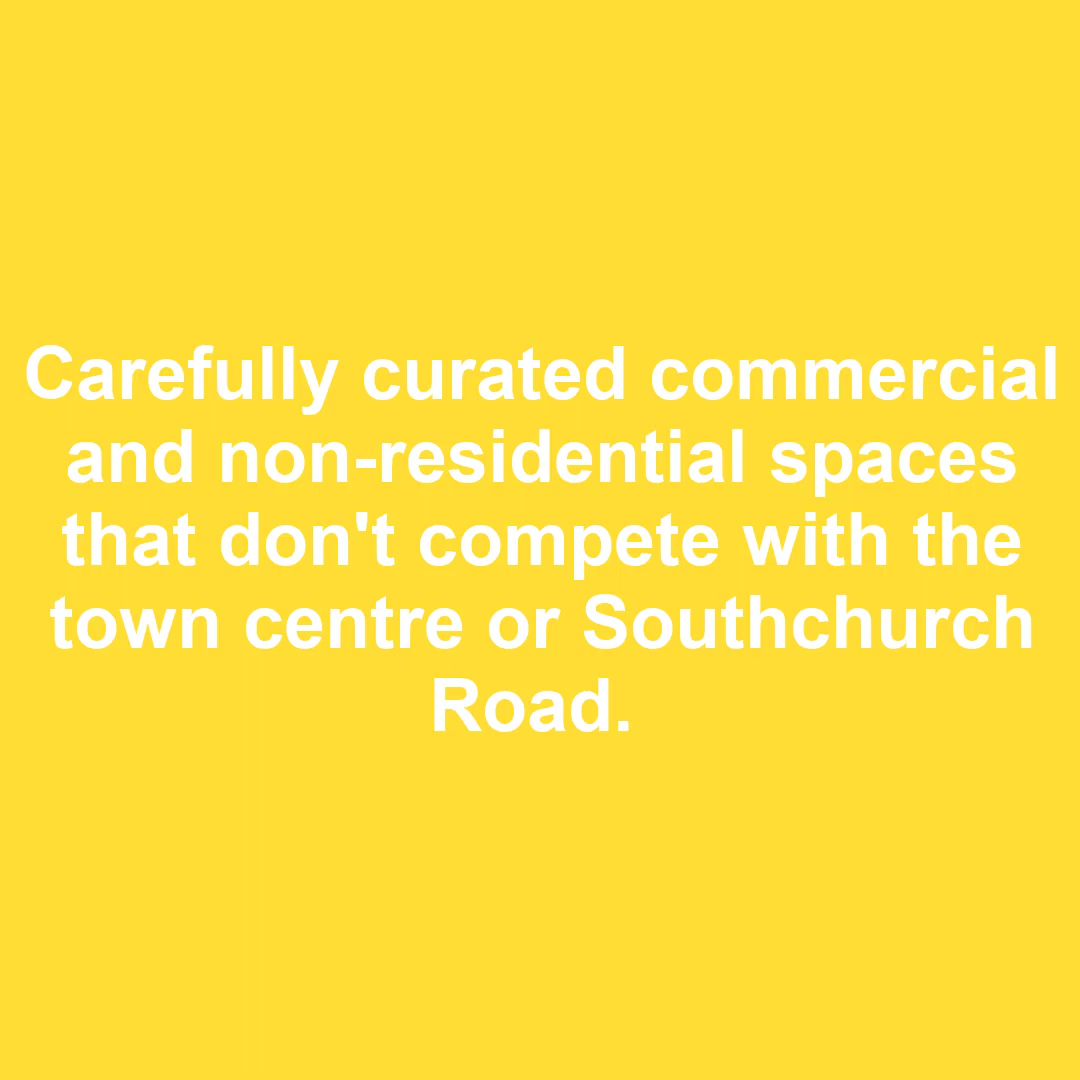 Carefully curated commercial
and non-residential spaces
that don't compete with the
town centre or Southchurch
Road.